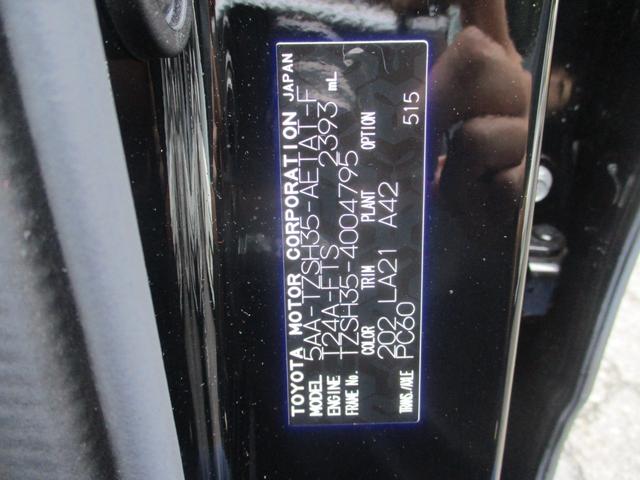 TOYOTA MOTOR CORPORATION JAPAN
MODEL 5AA-TZSH35-AETAT-F
ENGINE T24A-FTS 2393 mL
FRAME No. TZSH35-4004795
COLOR TRIM PLANT OPTION
202 LA21 A42
TRANS./AXLE PC60 515